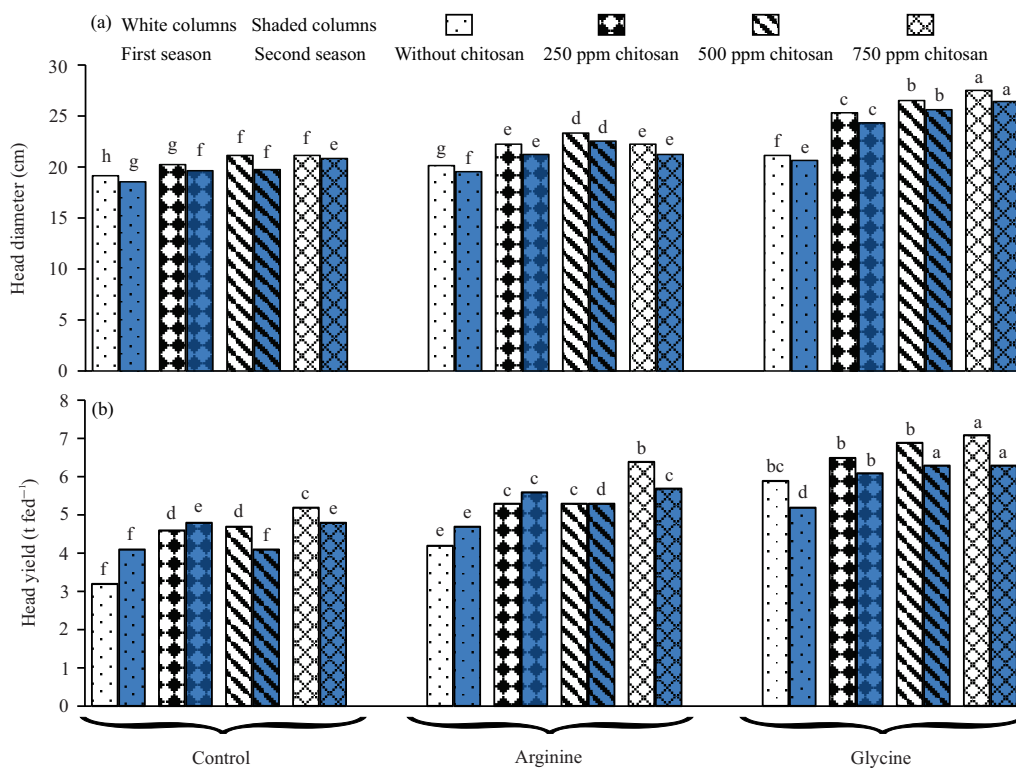 (a) White columns Shaded columns
First season Second season Without chitosan 250 ppm chitosan 500 ppm chitosan 750 ppm chitosan
Head diameter (cm)
30
25
20
15
10
5
0
h g g f f f f e g f e e d d e e f e c c b b a a
(b)
Head yield (t fed⁻¹)
8
7
6
5
4
3
2
1
0
f f d e d f c e e e c c c d b c bc d b b b a a a
Control Arginine Glycine